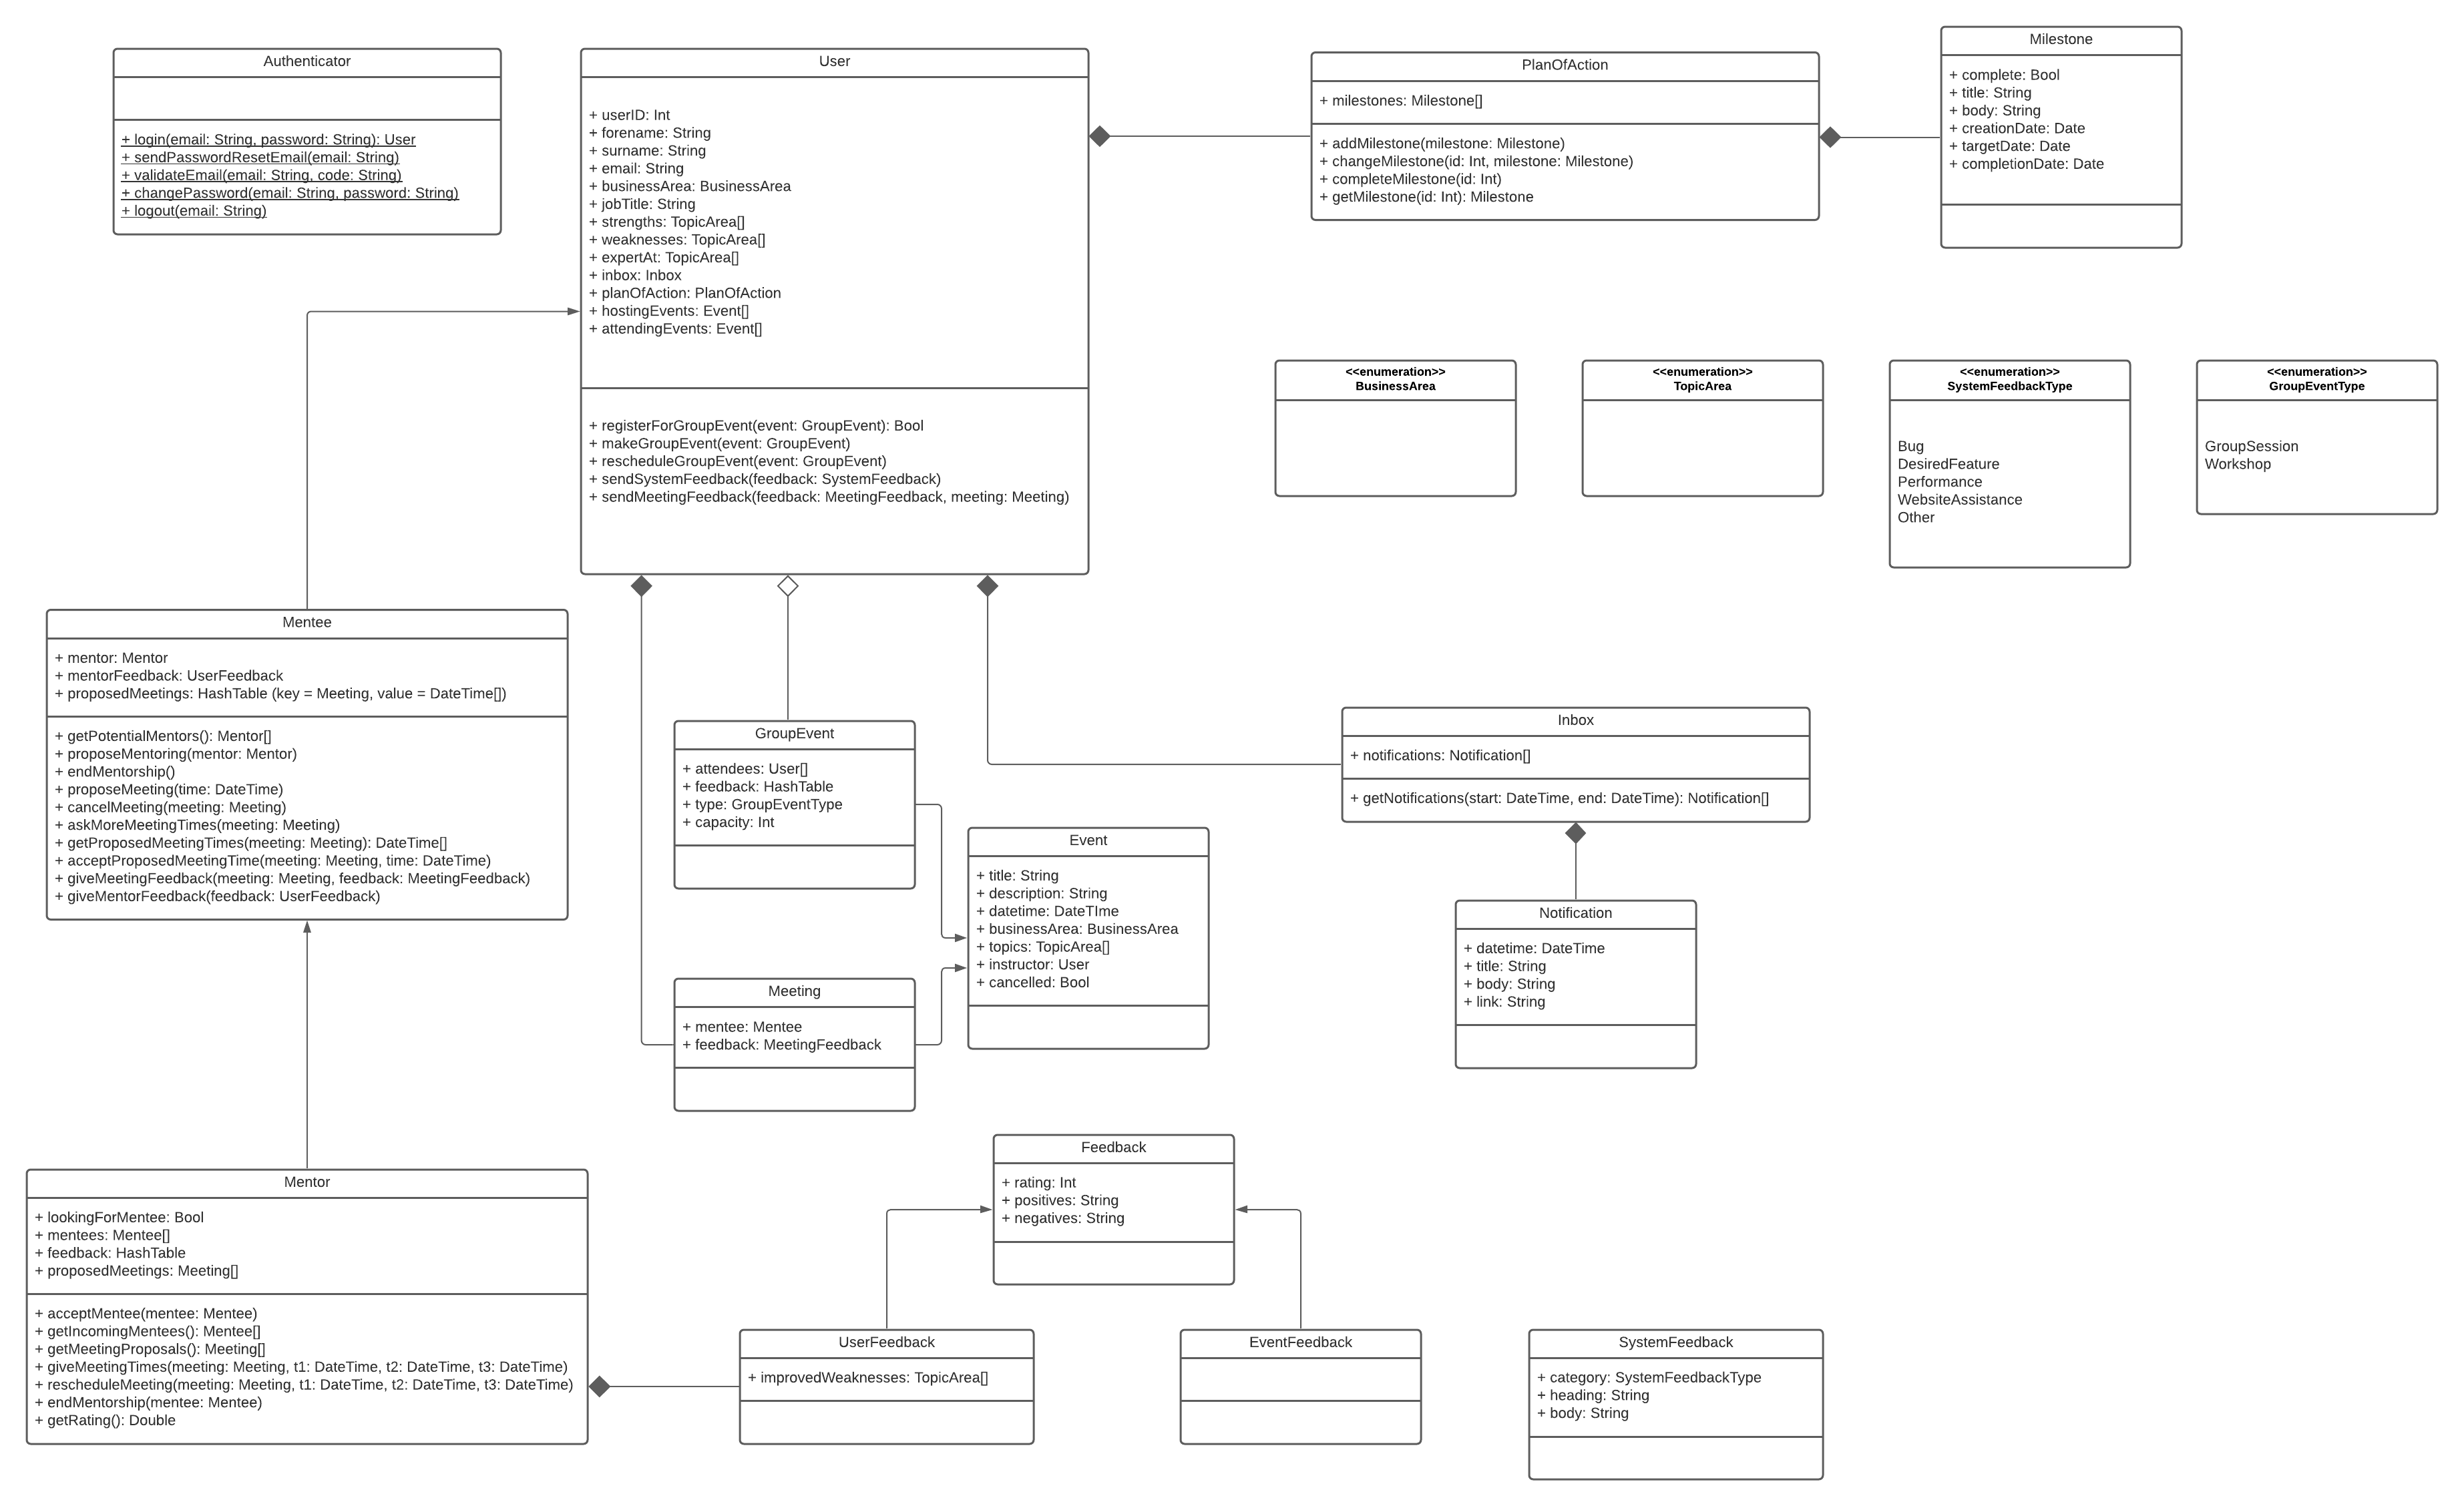 Authenticator
+ login(email: String, password: String): User
+ sendPasswordResetEmail(email: String)
+ validateEmail(email: String, code: String)
+ changePassword(email: String, password: String)
+ logout(email: String)
User
+ userID: Int
+ forename: String
+ surname: String
+ email: String
+ businessArea: BusinessArea
+ jobTitle: String
+ strengths: TopicArea[]
+ weaknesses: TopicArea[]
+ expertAt: TopicArea[]
+ inbox: Inbox
+ planOfAction: PlanOfAction
+ hostingEvents: Event[]
+ attendingEvents: Event[]
+ registerForGroupEvent(event: GroupEvent): Bool
+ makeGroupEvent(event: GroupEvent)
+ rescheduleGroupEvent(event: GroupEvent)
+ sendSystemFeedback(feedback: SystemFeedback)
+ sendMeetingFeedback(feedback: MeetingFeedback, meeting: Meeting)
PlanOfAction
+ milestones: Milestone[]
+ addMilestone(milestone: Milestone)
+ changeMilestone(id: Int, milestone: Milestone)
+ completeMilestone(id: Int)
+ getMilestone(id: Int): Milestone
Milestone
+ complete: Bool
+ title: String
+ body: String
+ creationDate: Date
+ targetDate: Date
+ completionDate: Date
<<enumeration>>
BusinessArea
<<enumeration>>
TopicArea
<<enumeration>>
SystemFeedbackType
Bug
DesiredFeature
Performance
WebsiteAssistance
Other
<<enumeration>>
GroupEventType
GroupSession
Workshop
Mentee
+ mentor: Mentor
+ mentorFeedback: UserFeedback
+ proposedMeetings: HashTable (key = Meeting, value = DateTime[])
+ getPotentialMentors(): Mentor[]
+ proposeMentoring(mentor: Mentor)
+ endMentorship()
+ proposeMeeting(time: DateTime)
+ cancelMeeting(meeting: Meeting)
+ askMoreMeetingTimes(meeting: Meeting)
+ getProposedMeetingTimes(meeting: Meeting): DateTime[]
+ acceptProposedMeetingTime(meeting: Meeting, time: DateTime)
+ giveMeetingFeedback(meeting: Meeting, feedback: MeetingFeedback)
+ giveMentorFeedback(feedback: UserFeedback)
GroupEvent
+ attendees: User[]
+ feedback: HashTable
+ type: GroupEventType
+ capacity: Int
Event
+ title: String
+ description: String
+ datetime: DateTIme
+ businessArea: BusinessArea
+ topics: TopicArea[]
+ instructor: User
+ cancelled: Bool
Meeting
+ mentee: Mentee
+ feedback: MeetingFeedback
Inbox
+ notifications: Notification[]
+ getNotifications(start: DateTime, end: DateTime): Notification[]
Notification
+ datetime: DateTime
+ title: String
+ body: String
+ link: String
Mentor
+ lookingForMentee: Bool
+ mentees: Mentee[]
+ feedback: HashTable
+ proposedMeetings: Meeting[]
+ acceptMentee(mentee: Mentee)
+ getIncomingMentees(): Mentee[]
+ getMeetingProposals(): Meeting[]
+ giveMeetingTimes(meeting: Meeting, t1: DateTime, t2: DateTime, t3: DateTime)
+ rescheduleMeeting(meeting: Meeting, t1: DateTime, t2: DateTime, t3: DateTime)
+ endMentorship(mentee: Mentee)
+ getRating(): Double
Feedback
+ rating: Int
+ positives: String
+ negatives: String
UserFeedback
+ improvedWeaknesses: TopicArea[]
EventFeedback
SystemFeedback
+ category: SystemFeedbackType
+ heading: String
+ body: String